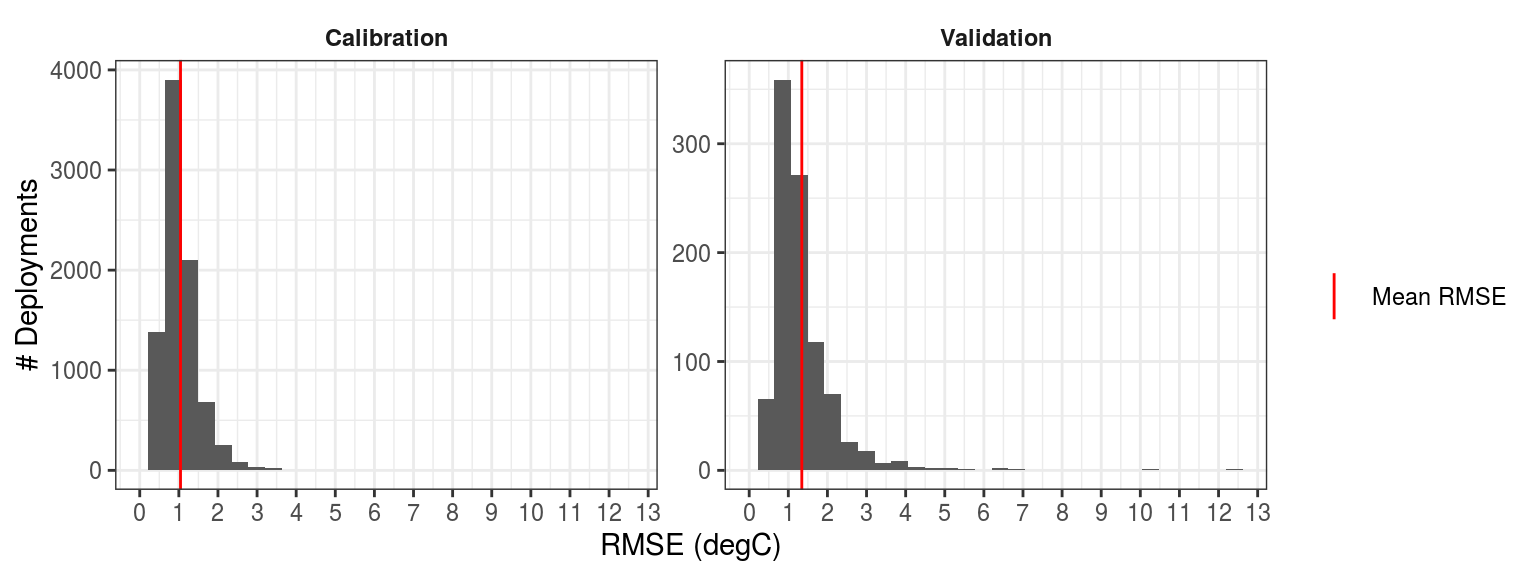 Calibration
Validation
# Deployments
4000
3000
2000
1000
0
300
200
100
0
0 1 2 3 4 5 6 7 8 9 10 11 12 13
0 1 2 3 4 5 6 7 8 9 10 11 12 13
RMSE (degC)
Mean RMSE